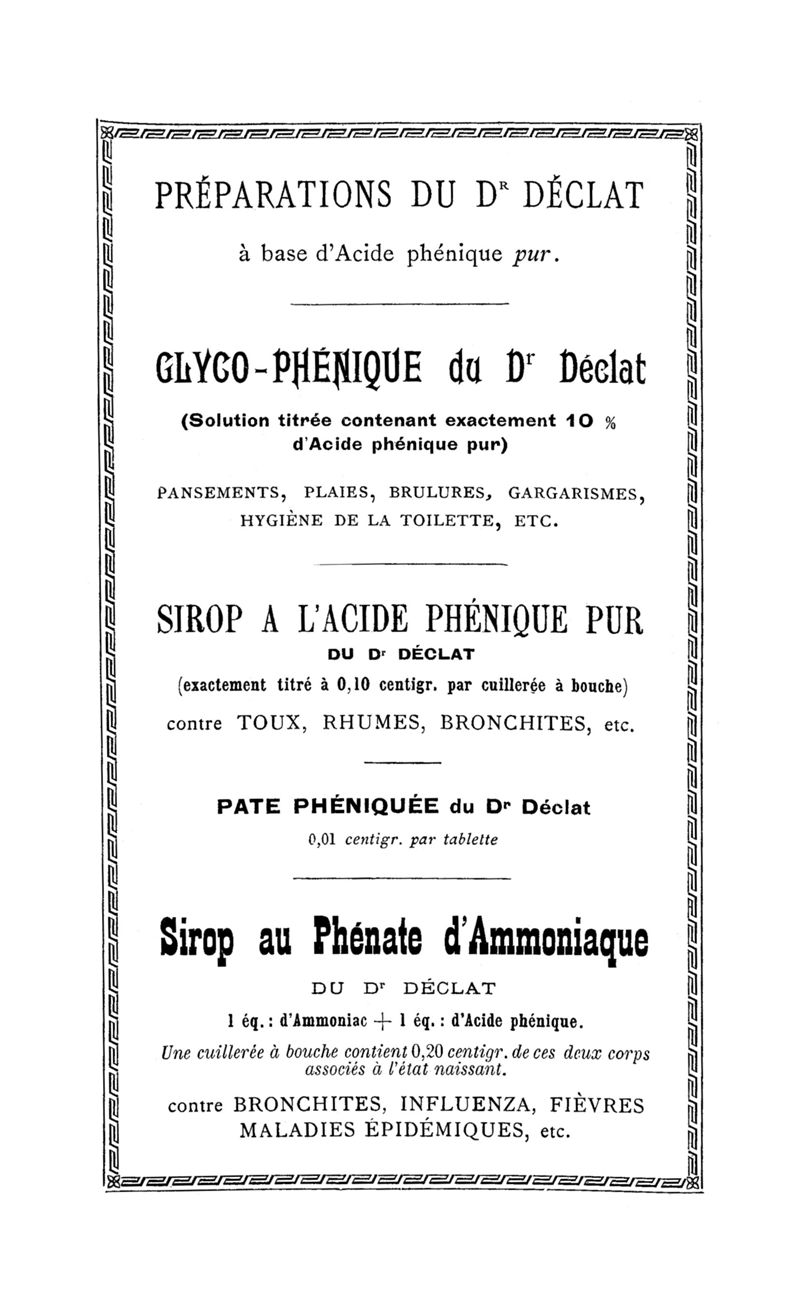 PRÉPARATIONS DU Dᴿ DÉCLAT
à base d'Acide phénique pur.
GLYCO-PHÉNIQUE du Dʳ Déclat
(Solution titrée contenant exactement 10 %
d'Acide phénique pur)
PANSEMENTS, PLAIES, BRULURES, GARGARISMES,
HYGIÈNE DE LA TOILETTE, ETC.
SIROP A L'ACIDE PHÉNIQUE PUR
DU Dʳ DÉCLAT
(exactement titré à 0,10 centigr. par cuillerée à bouche)
contre TOUX, RHUMES, BRONCHITES, etc.
PATE PHÉNIQUÉE du Dʳ Déclat
0,01 centigr. par tablette
Sirop au Phénate d'Ammoniaque
DU Dʳ DÉCLAT
1 éq. : d'Ammoniac + 1 éq. : d'Acide phénique.
Une cuillerée à bouche contient 0,20 centigr. de ces deux corps
associés à l'état naissant.
contre BRONCHITES, INFLUENZA, FIÈVRES
MALADIES ÉPIDÉMIQUES, etc.